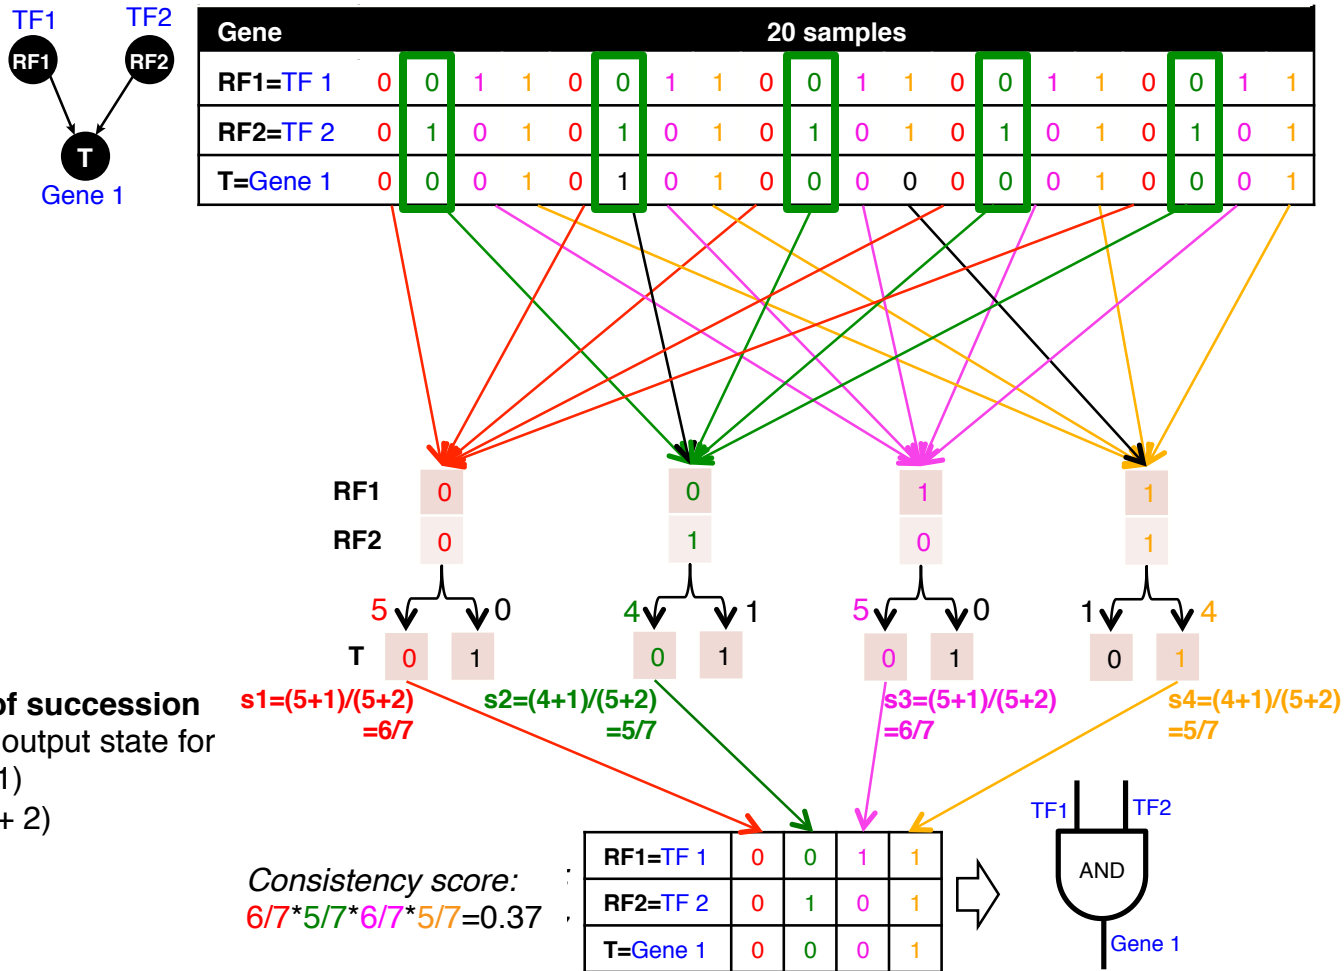 TF1 TF2
RF1 RF2
T
Gene 1
Gene 20 samples
RF1=TF 1 0 0 1 1 0 0 1 1 0 0 1 1 0 0 1 1 0 0 1 1
RF2=TF 2 0 1 0 1 0 1 0 1 0 1 0 1 0 1 0 1 0 1 0 1
T=Gene 1 0 0 0 1 0 1 0 1 0 0 0 0 0 0 0 1 0 0 0 1
RF1 0 0 1 1
RF2 0 1 0 1
5 0 4 1 5 0 1 4
T 0 1 0 1 0 1 0 1
s1=(5+1)/(5+2) s2=(4+1)/(5+2) s3=(5+1)/(5+2) s4=(4+1)/(5+2)
=6/7 =5/7 =6/7 =5/7
of succession
output state for
1)
+ 2)
Consistency score:
6/7*5/7*6/7*5/7=0.37
RF1=TF 1 0 0 1 1
RF2=TF 2 0 1 0 1
T=Gene 1 0 0 0 1
TF1 TF2
AND
Gene 1